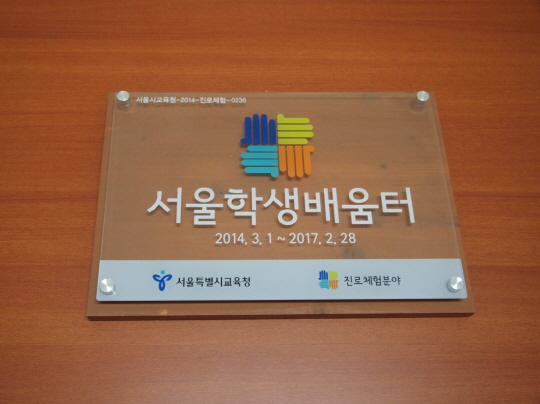 서울시교육청-2014-진로체험-0236
서울학생배움터
2014. 3. 1 ~ 2017. 2. 28
서울특별시교육청
진로체험분야